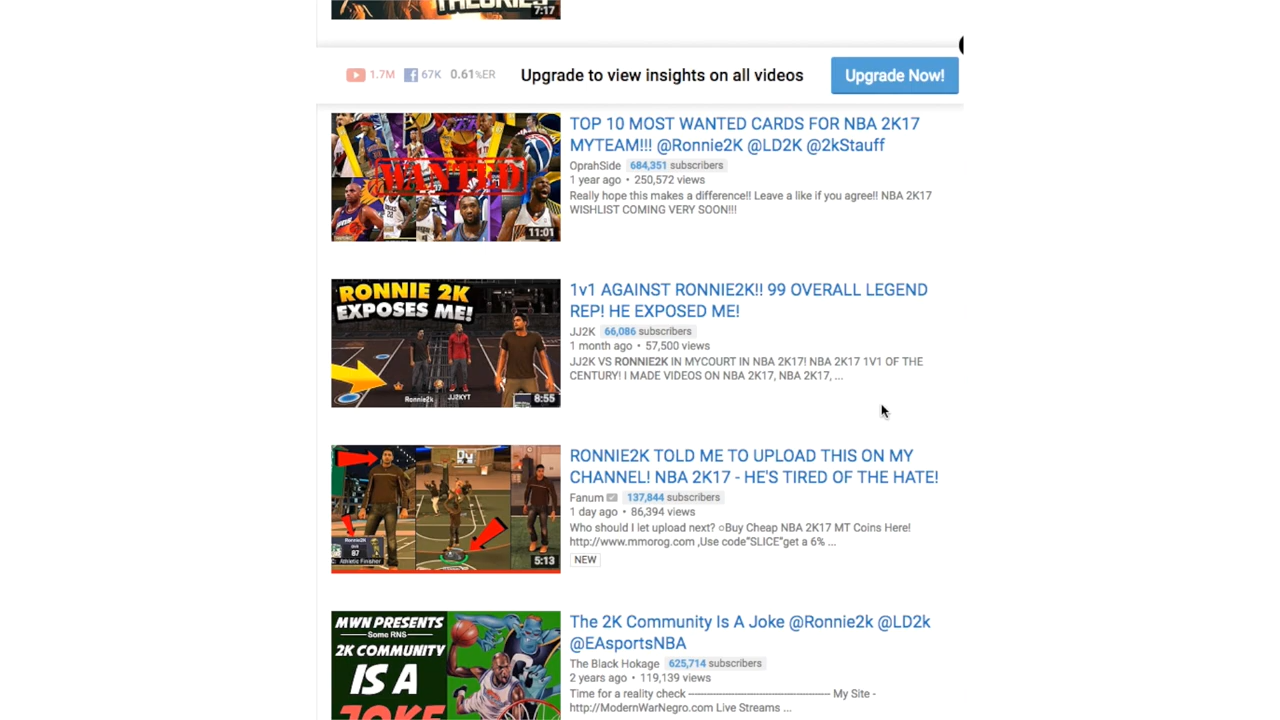 THEORIES
7:17
1.7M 67K 0.61%ER Upgrade to view insights on all videos Upgrade Now!
WANTED
11:01
TOP 10 MOST WANTED CARDS FOR NBA 2K17
MYTEAM!!! @Ronnie2K @LD2K @2kStauff
OprahSide 684,351 subscribers
1 year ago • 250,572 views
Really hope this makes a difference!! Leave a like if you agree!! NBA 2K17
WISHLIST COMING VERY SOON!!!
RONNIE 2K
EXPOSES ME!
Ronnie2k JJ2KYT
8:55
1v1 AGAINST RONNIE2K!! 99 OVERALL LEGEND
REP! HE EXPOSED ME!
JJ2K 66,086 subscribers
1 month ago • 57,500 views
JJ2K VS RONNIE2K IN MYCOURT IN NBA 2K17! NBA 2K17 1V1 OF THE
CENTURY! I MADE VIDEOS ON NBA 2K17, NBA 2K17, ...
Ronnie2K
87
Athletic Finisher
5:13
RONNIE2K TOLD ME TO UPLOAD THIS ON MY
CHANNEL! NBA 2K17 - HE'S TIRED OF THE HATE!
Fanum 137,844 subscribers
1 day ago • 86,394 views
Who should I let upload next? ○Buy Cheap NBA 2K17 MT Coins Here!
http://www.mmorog.com ,Use code"SLICE"get a 6% ...
NEW
MWN PRESENTS
Some RNS
2K COMMUNITY
IS A
JOKE
The 2K Community Is A Joke @Ronnie2k @LD2k
@EAsportsNBA
The Black Hokage 625,714 subscribers
2 years ago • 119,139 views
Time for a reality check ------------------------------------------- My Site -
http://ModernWarNegro.com Live Streams ...